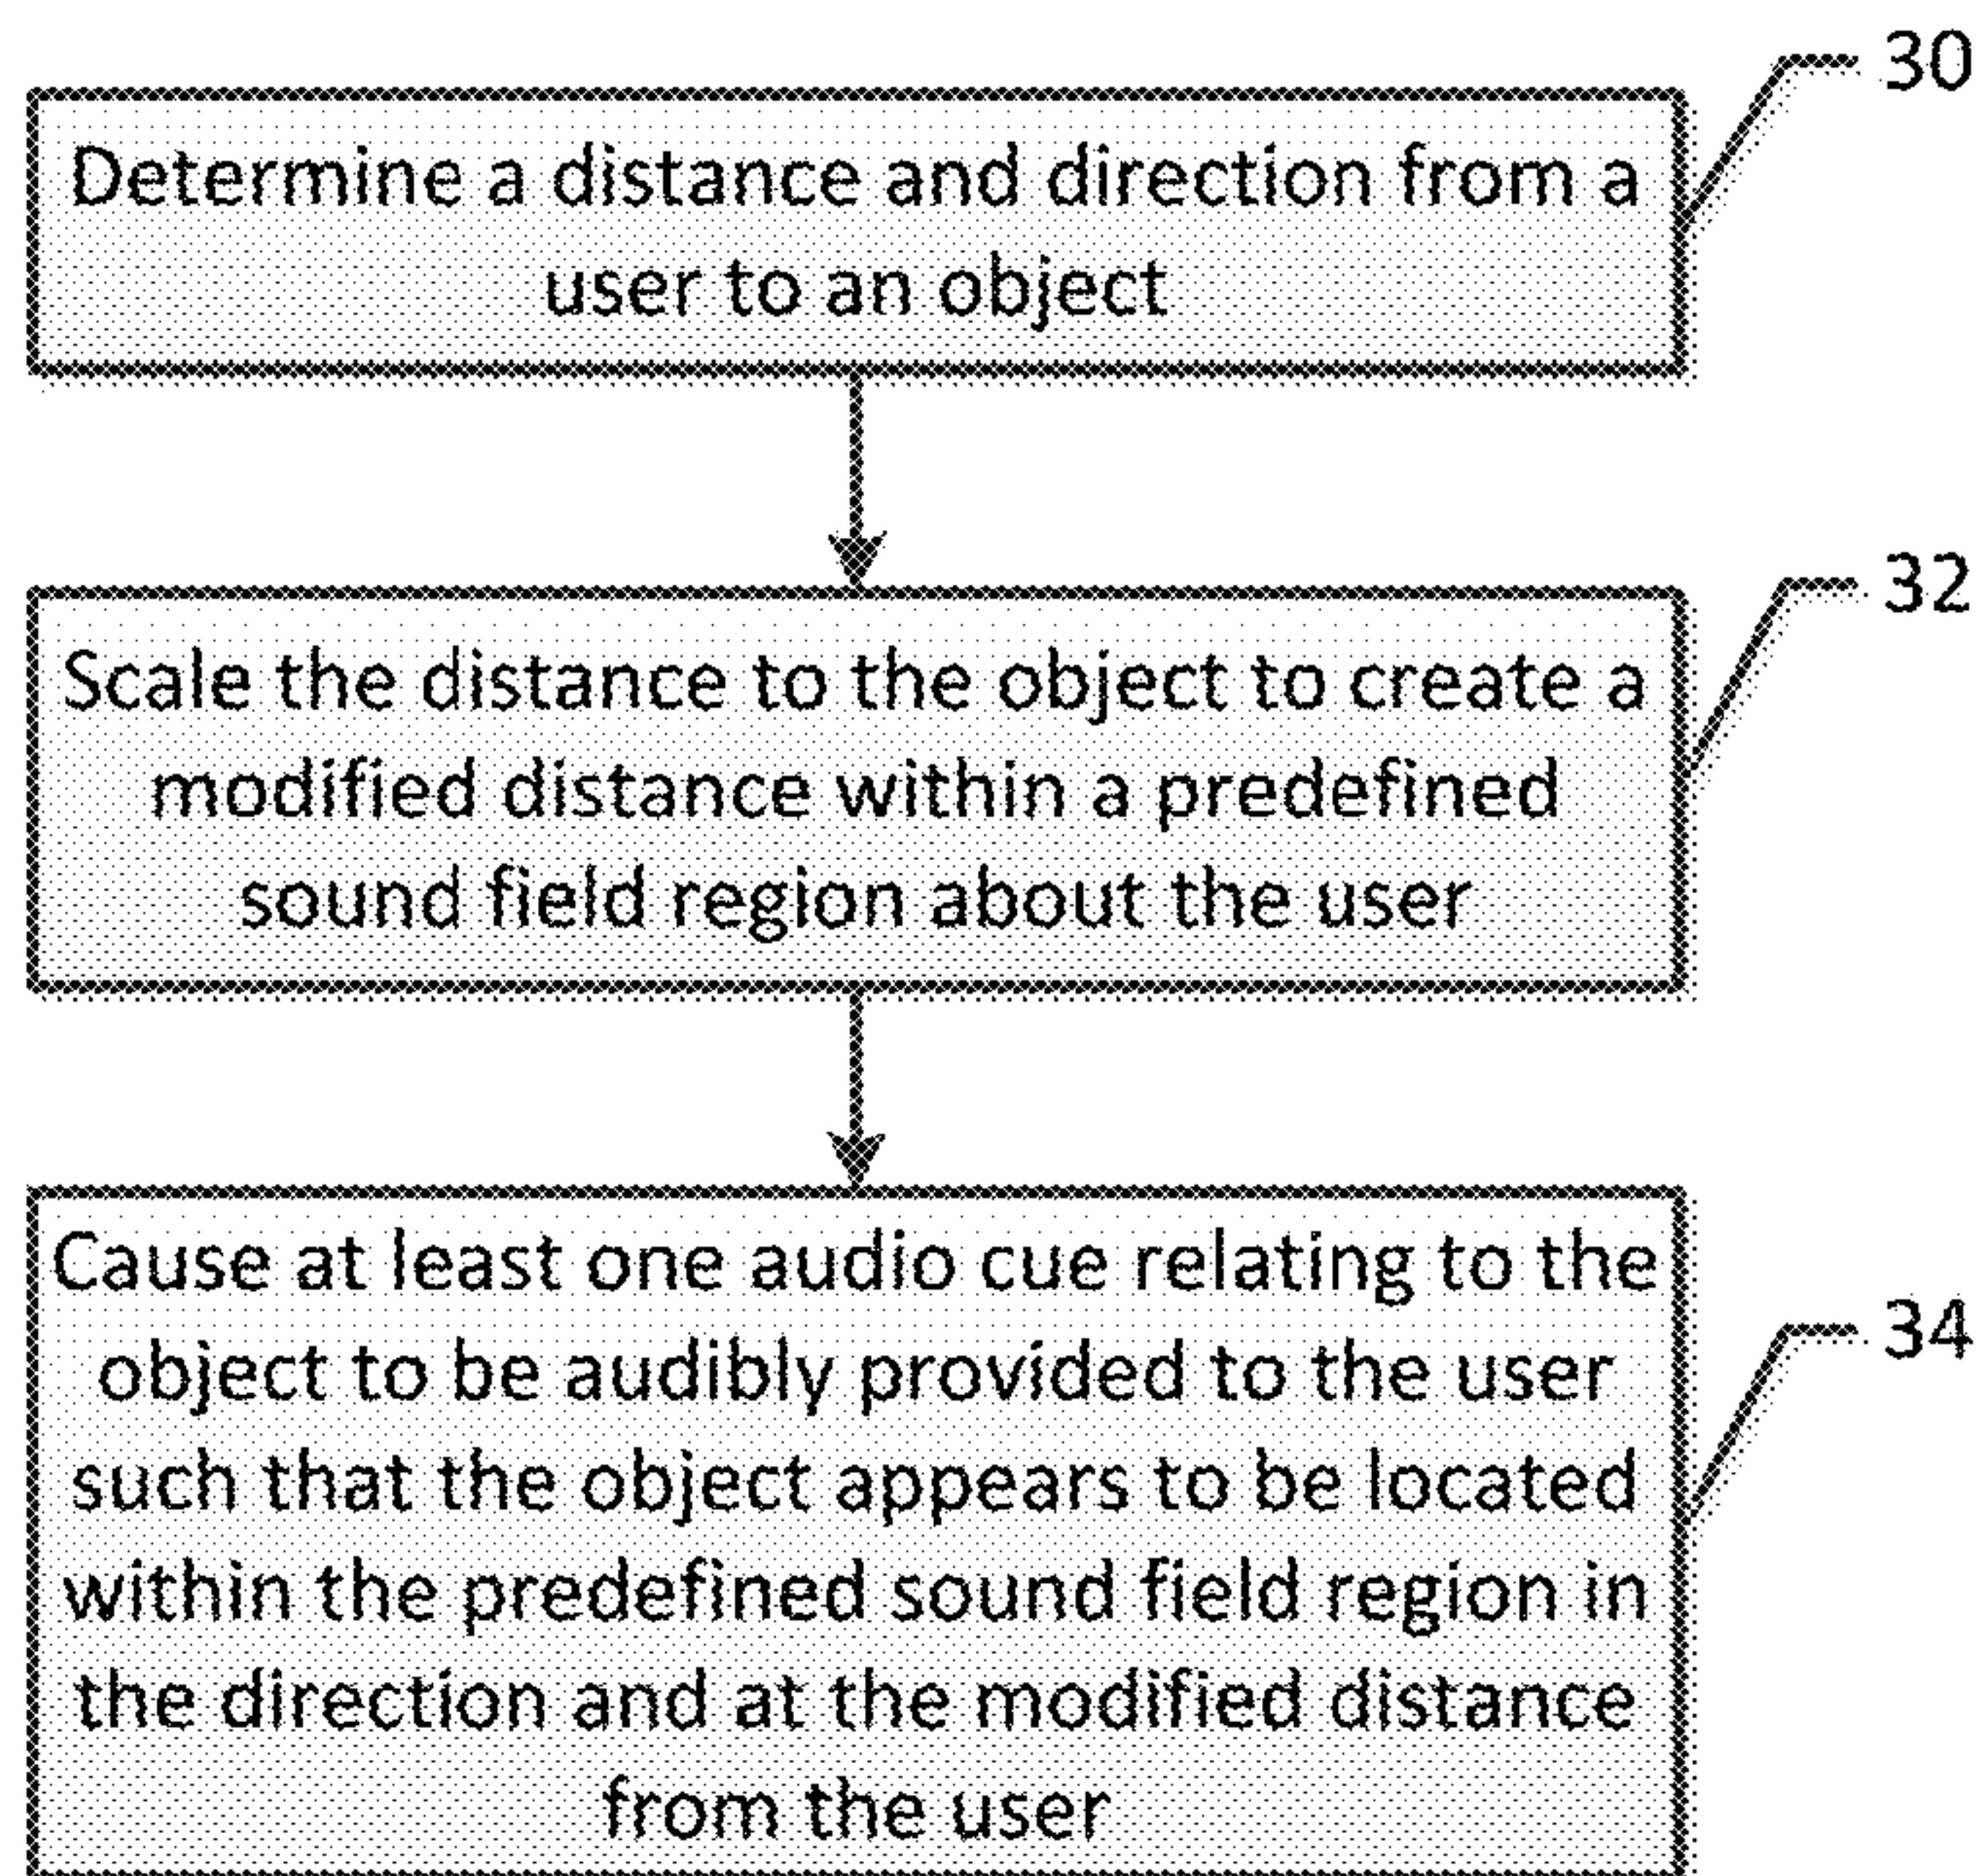 30
Determine a distance and direction from a
user to an object
32
Scale the distance to the object to create a
modified distance within a predefined
sound field region about the user
34
Cause at least one audio cue relating to the
object to be audibly provided to the user
such that the object appears to be located
within the predefined sound field region in
the direction and at the modified distance
from the user